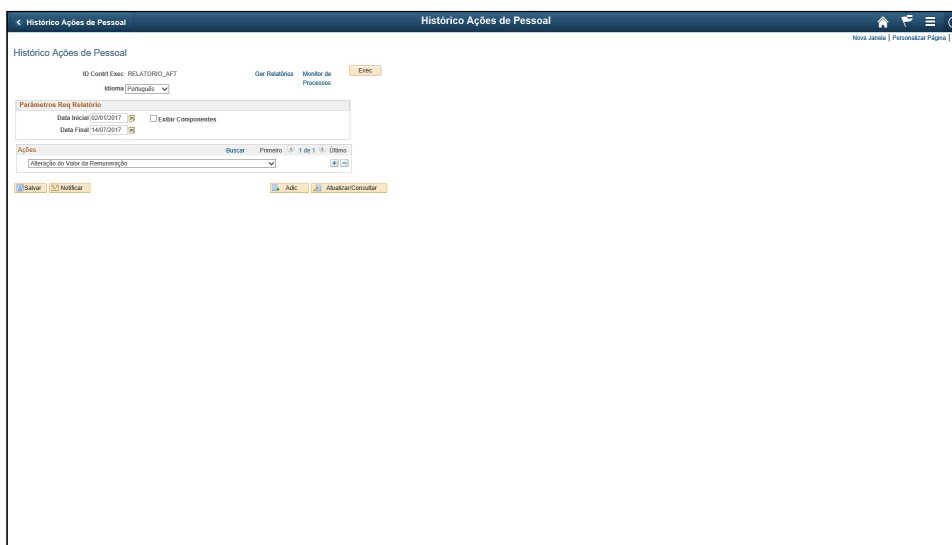 Histórico Ações de Pessoal
Histórico Ações de Pessoal
Nova Janela | Personalizar Página |
Histórico Ações de Pessoal
ID Contrl Exec RELATORIO_AFT Ger Relatórios Monitor de Processos Exec
Idioma Português
Parâmetros Req Relatório
Data Inicial 02/01/2017 Exibir Componentes
Data Final 14/07/2017
Ações Buscar Primeiro 1 de 1 Último
Alteração do Valor da Remuneração
Salvar Notificar Adic Atualizar/Consultar